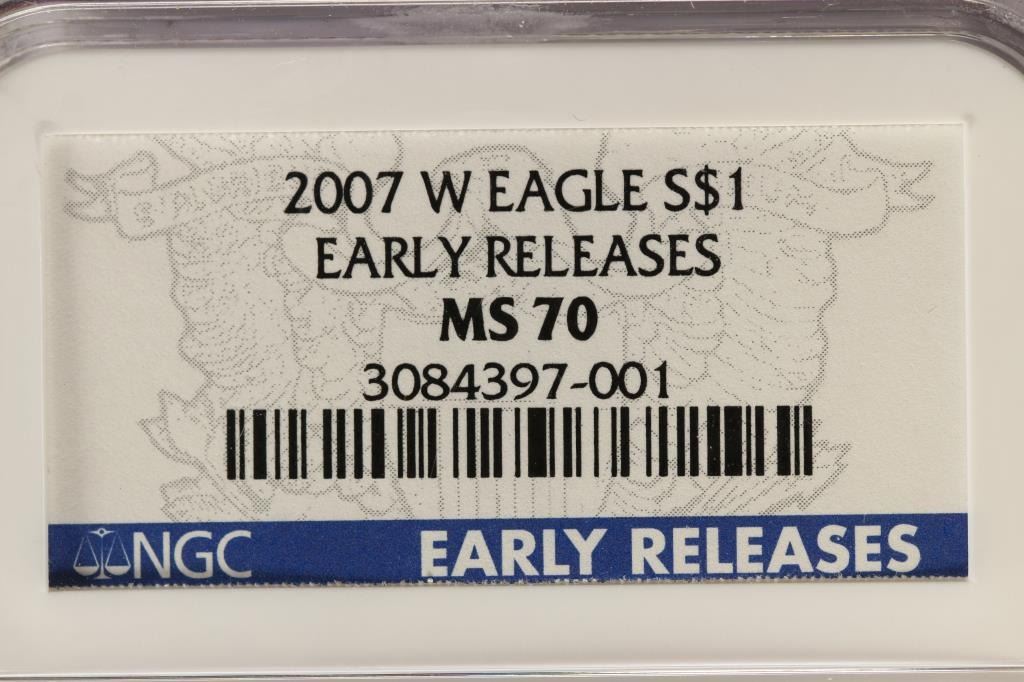 2007 W EAGLE S$1
EARLY RELEASES
MS 70
3084397-001
NGC EARLY RELEASES